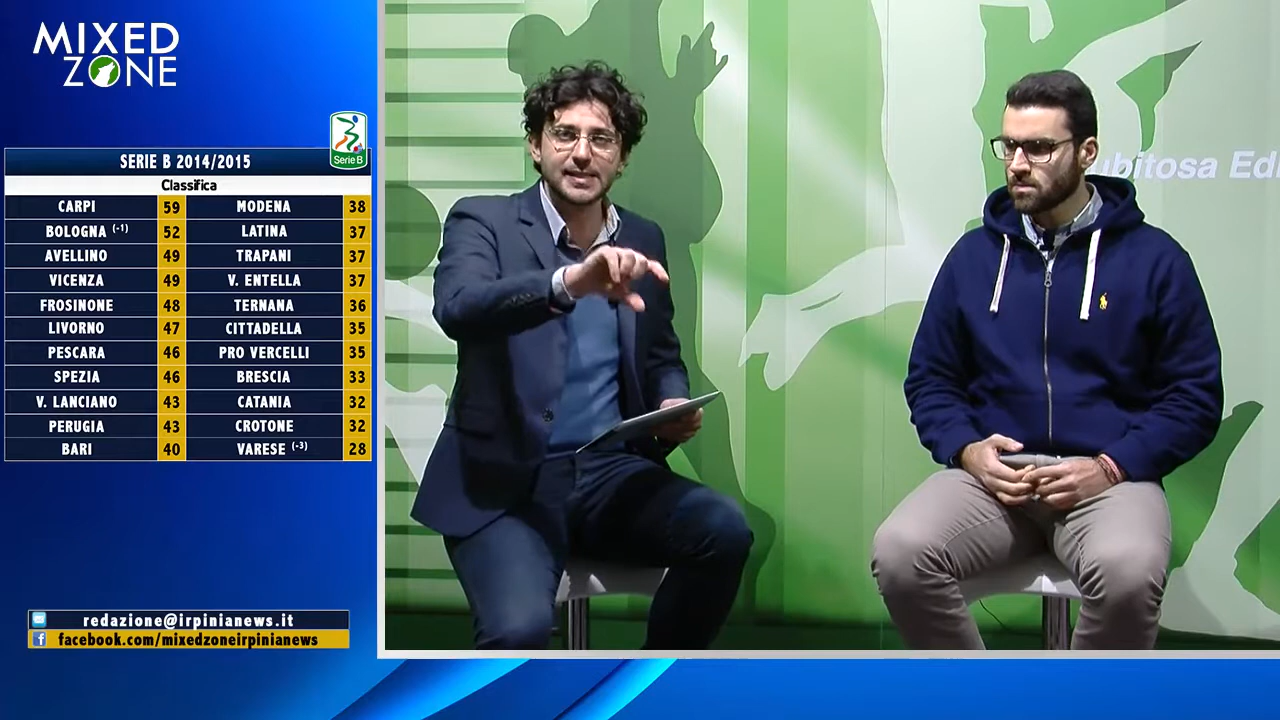 MIXED
ZONE
Serie B
SERIE B 2014/2015
Classifica
CARPI 59 MODENA 38
BOLOGNA (-1) 52 LATINA 37
AVELLINO 49 TRAPANI 37
VICENZA 49 V. ENTELLA 37
FROSINONE 48 TERNANA 36
LIVORNO 47 CITTADELLA 35
PESCARA 46 PRO VERCELLI 35
SPEZIA 46 BRESCIA 33
V. LANCIANO 43 CATANIA 32
PERUGIA 43 CROTONE 32
BARI 40 VARESE (-3) 28
redazione@irpinianews.it
facebook.com/mixedzoneirpinianews
ubitosa Edi